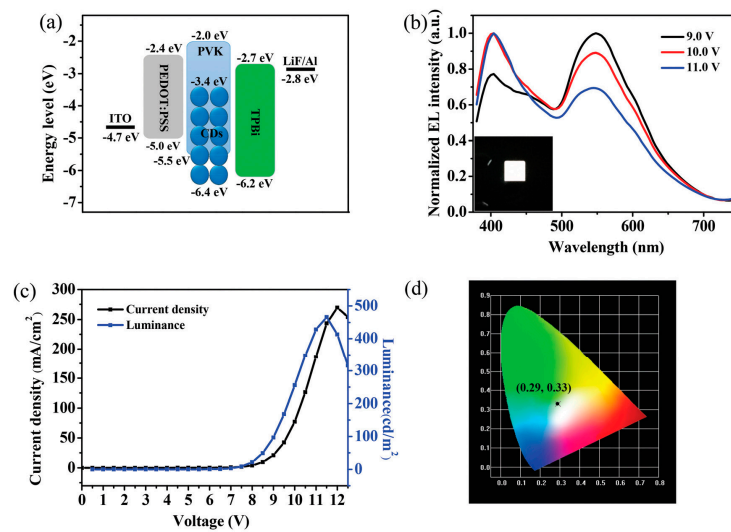 (a)
-2.0 eV
-2
-2.4 eV
PVK
-2.7 eV
LiF/Al
-2.8 eV
-3
-3.4 eV
PEDOT:PSS
TPBi
Energy level (eV)
-4
ITO
-4.7 eV
CDs
-5
-5.0 eV
-5.5 eV
-6
-6.4 eV
-6.2 eV
-7
(b)
9.0 V
10.0 V
11.0 V
Normalized EL intensity (a.u.)
1.0
0.8
0.6
0.4
0.2
0.0
400 500 600 700
Wavelength (nm)
(c)
Current density
Luminance
Current density (mA/cm2)
300
250
200
150
100
50
0
Luminance(cd/m2)
500
400
300
200
100
0
0 1 2 3 4 5 6 7 8 9 10 11 12
Voltage (V)
(d)
0.9
0.8
0.7
0.6
0.5
0.4
0.3
0.2
0.1
0.0
(0.29, 0.33)
0.0 0.1 0.2 0.3 0.4 0.5 0.6 0.7 0.8